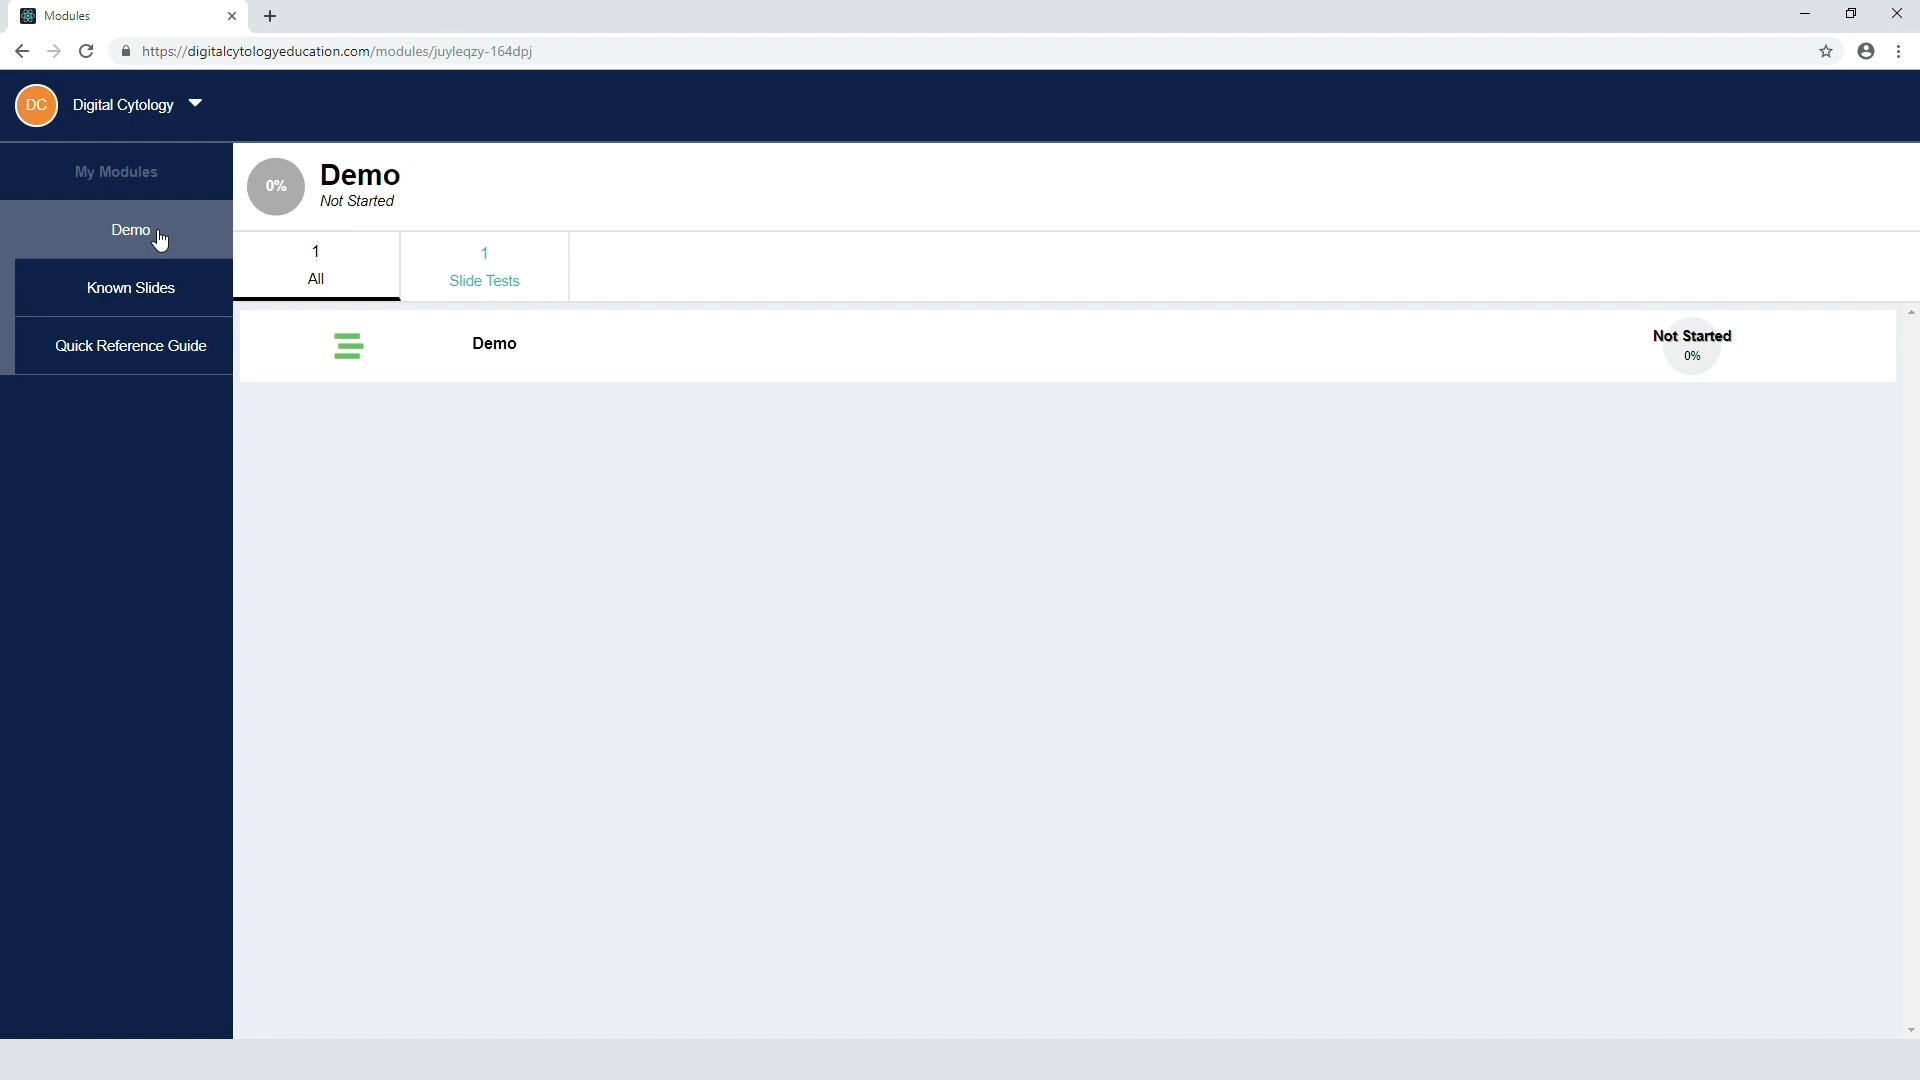 Modules
https://digitalcytologyeducation.com/modules/juyleqzy-164dpj
DC
Digital Cytology
My Modules
Demo
Known Slides
Quick Reference Guide
0%
Demo
Not Started
1
All
1
Slide Tests
Demo
Not Started
0%